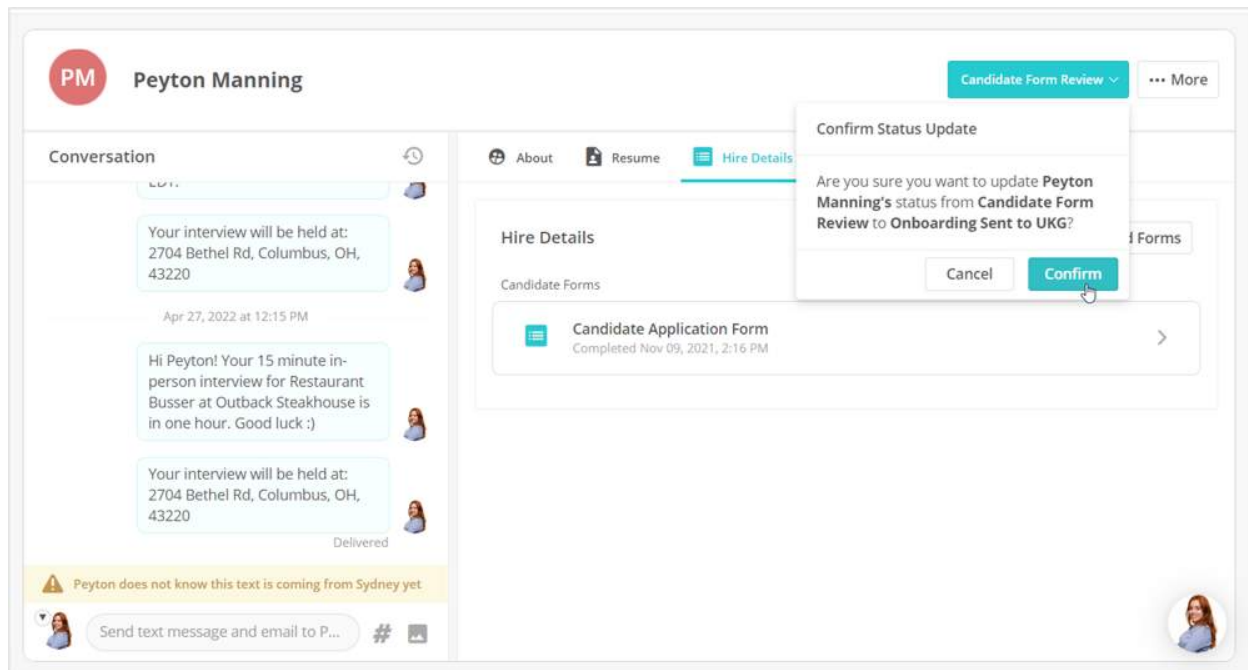 PM
Peyton Manning
Candidate Form Review
··· More
Confirm Status Update
Are you sure you want to update Peyton
Manning's status from Candidate Form
Review to Onboarding Sent to UKG?
Cancel
Confirm
Conversation
EDT.
Your interview will be held at:
2704 Bethel Rd, Columbus, OH,
43220
Apr 27, 2022 at 12:15 PM
Hi Peyton! Your 15 minute in-
person interview for Restaurant
Busser at Outback Steakhouse is
in one hour. Good luck :)
Your interview will be held at:
2704 Bethel Rd, Columbus, OH,
43220
Delivered
Peyton does not know this text is coming from Sydney yet
Send text message and email to P...
#
About
Resume
Hire Details
Hire Details
Forms
Candidate Forms
Candidate Application Form
Completed Nov 09, 2021, 2:16 PM